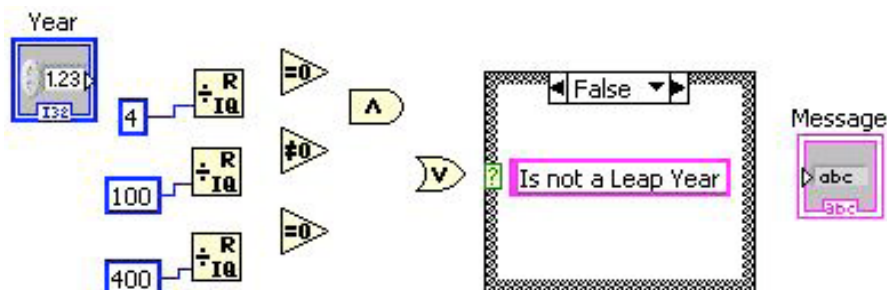 Year
1.23
I32
4
÷ R
IQ
=0
∧
100
÷ R
IQ
≠0
∨
400
÷ R
IQ
=0
False
?
Is not a Leap Year
Message
abc
abc